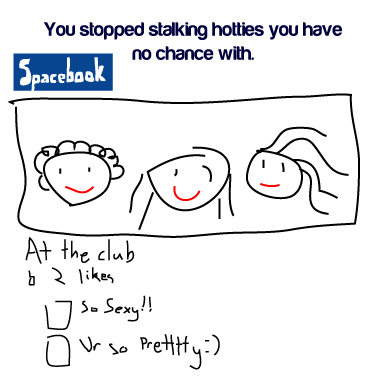 You stopped stalking hotties you have
no chance with.
Spacebook
At the club
2 likes
So Sexy!!
Ur so Prettty:)